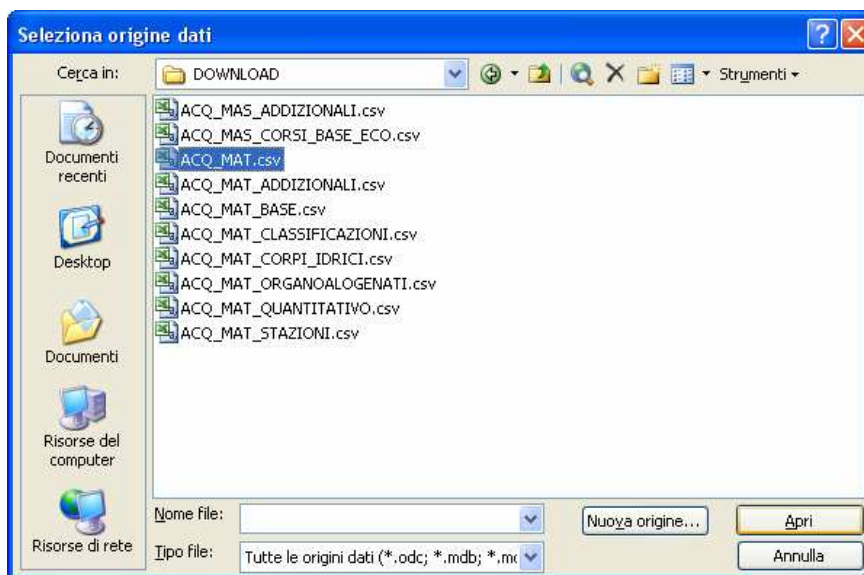 Seleziona origine dati
Cerca in:
DOWNLOAD
Strumenti
ACQ_MAS_ADDIZIONALI.csv
ACQ_MAS_CORSI_BASE_ECO.csv
ACQ_MAT.csv
ACQ_MAT_ADDIZIONALI.csv
ACQ_MAT_BASE.csv
ACQ_MAT_CLASSIFICAZIONI.csv
ACQ_MAT_CORPI_IDRICI.csv
ACQ_MAT_ORGANOALOGENATI.csv
ACQ_MAT_QUANTITATIVO.csv
ACQ_MAT_STAZIONI.csv
Documenti
recenti
Desktop
Documenti
Risorse del
computer
Risorse di rete
Nome file:
Nuova origine...
Apri
Tipo file:
Tutte le origini dati (*.odc; *.mdb; *.m
Annulla